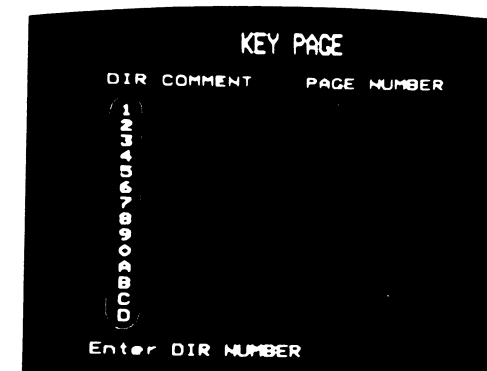 KEY PAGE
DIR COMMENT PAGE NUMBER
1
2
3
4
5
6
7
8
9
0
A
B
C
D
Enter DIR NUMBER